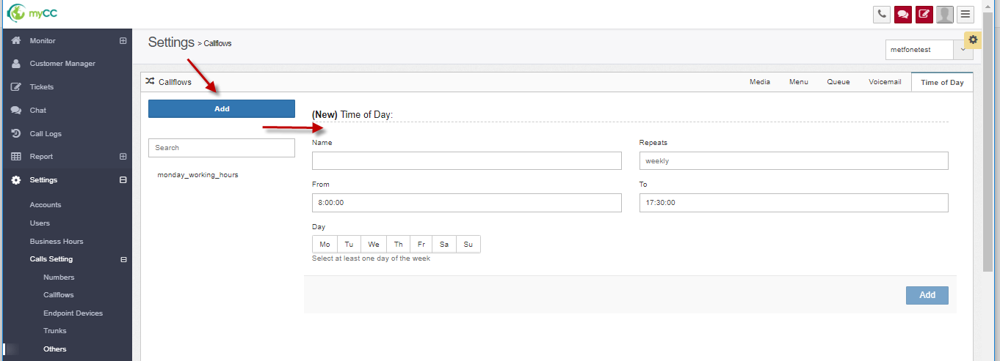 myCC
Monitor
Customer Manager
Tickets
Chat
Call Logs
Report
Settings
Accounts
Users
Business Hours
Calls Setting
Numbers
Callflows
Endpoint Devices
Trunks
Others
Settings > Callflows
metfonetest
Callflows
Media Menu Queue Voicemail Time of Day
Add
Search
monday_working_hours
(New) Time of Day:
Name Repeats
weekly
From To
8:00:00 17:30:00
Day
Mo Tu We Th Fr Sa Su
Select at least one day of the week
Add